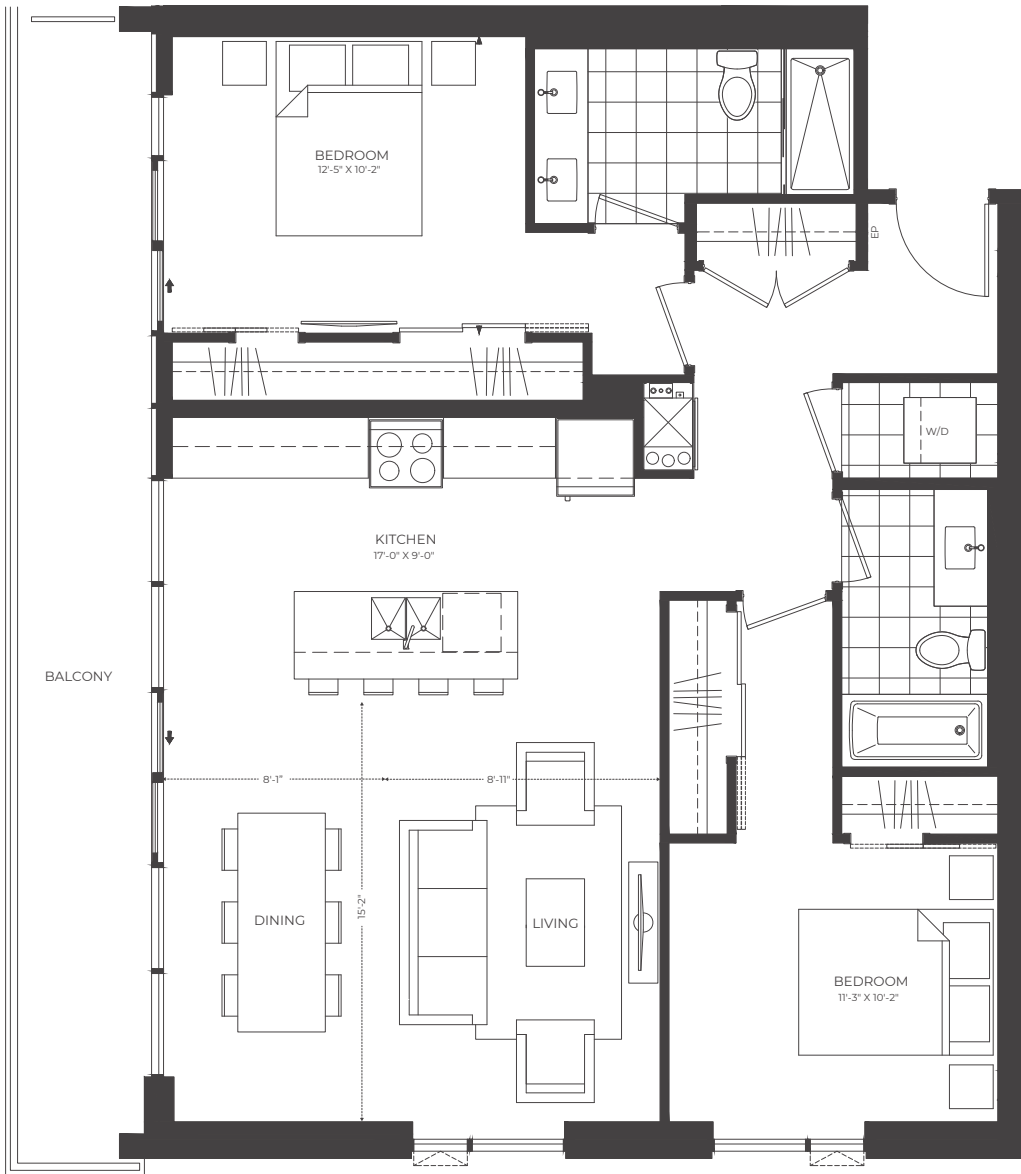 BEDROOM
12'-5" X 10'-2"
EP
W/D
KITCHEN
17'-0" X 9'-0"
BALCONY
8'-1"
8'-11"
15'-2"
DINING
LIVING
BEDROOM
11'-3" X 10'-2"